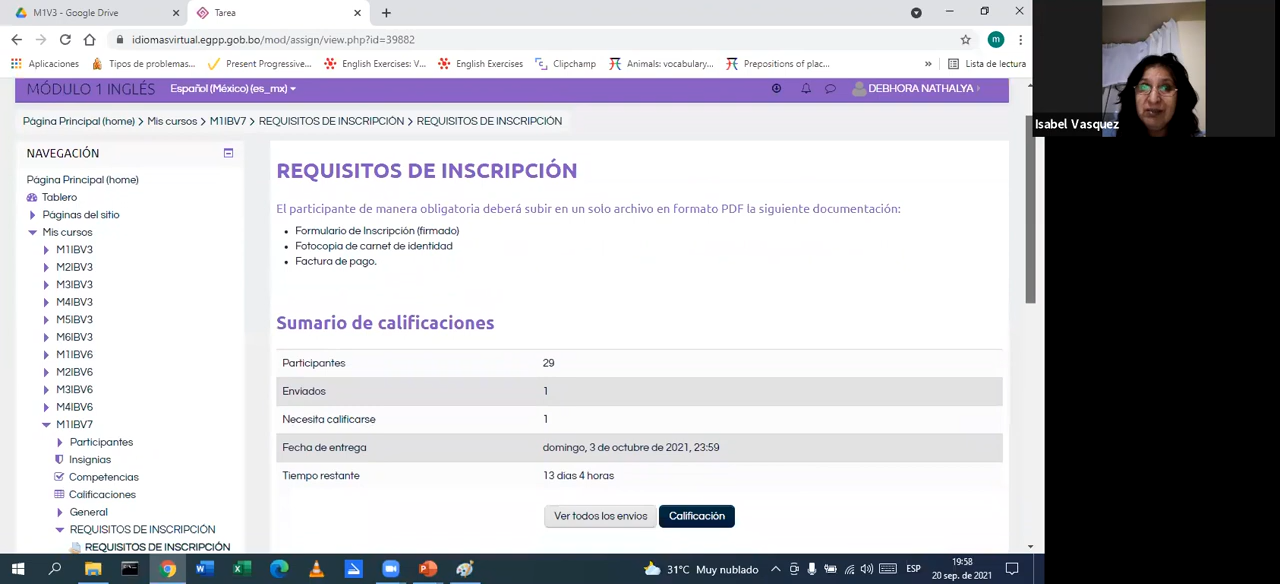 M1V3 - Google Drive
Tarea
idiomasvirtual.egpp.gob.bo/mod/assign/view.php?id=39882
m
Aplicaciones
Tipos de problemas...
Present Progressive...
English Exercises: V...
English Exercises
Clipchamp
Animals: vocabulary...
Prepositions of plac...
»
Lista de lectura
Isabel Vasquez
MÓDULO 1 INGLÉS
Español (México) (es_mx)
DEBHORA NATHALYA
Página Principal (home) > Mis cursos > M1IBV7 > REQUISITOS DE INSCRIPCIÓN > REQUISITOS DE INSCRIPCIÓN
NAVEGACIÓN
Página Principal (home)
Tablero
Páginas del sitio
Mis cursos
M1IBV3
M2IBV3
M3IBV3
M4IBV3
M5IBV3
M6IBV3
M1IBV6
M2IBV6
M3IBV6
M4IBV6
M1IBV7
Participantes
Insignias
Competencias
Calificaciones
General
REQUISITOS DE INSCRIPCIÓN
REQUISITOS DE INSCRIPCIÓN
REQUISITOS DE INSCRIPCIÓN
El participante de manera obligatoria deberá subir en un solo archivo en formato PDF la siguiente documentación:
• Formulario de Inscripción (firmado)
• Fotocopia de carnet de identidad
• Factura de pago.
Sumario de calificaciones
Participantes 29
Enviados 1
Necesita calificarse 1
Fecha de entrega domingo, 3 de octubre de 2021, 23:59
Tiempo restante 13 días 4 horas
Ver todos los envíos
Calificación
31°C Muy nublado
ESP
19:58
20 sep. de 2021